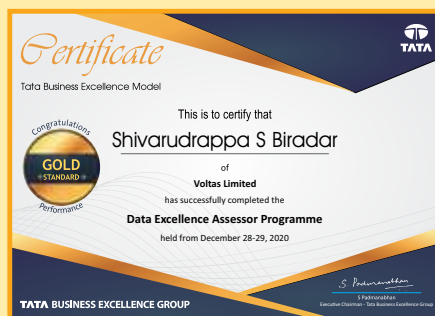 Certificate
TATA
Tata Business Excellence Model
This is to certify that
Shivarudrappa S Biradar
of
Voltas Limited
has successfully completed the
Data Excellence Assessor Programme
held from December 28-29, 2020
Congratulations
GOLD
STANDARD
Performance
S. Padmanabhan
S Padmanabhan
Executive Chairman - Tata Business Excellence Group
TATA BUSINESS EXCELLENCE GROUP